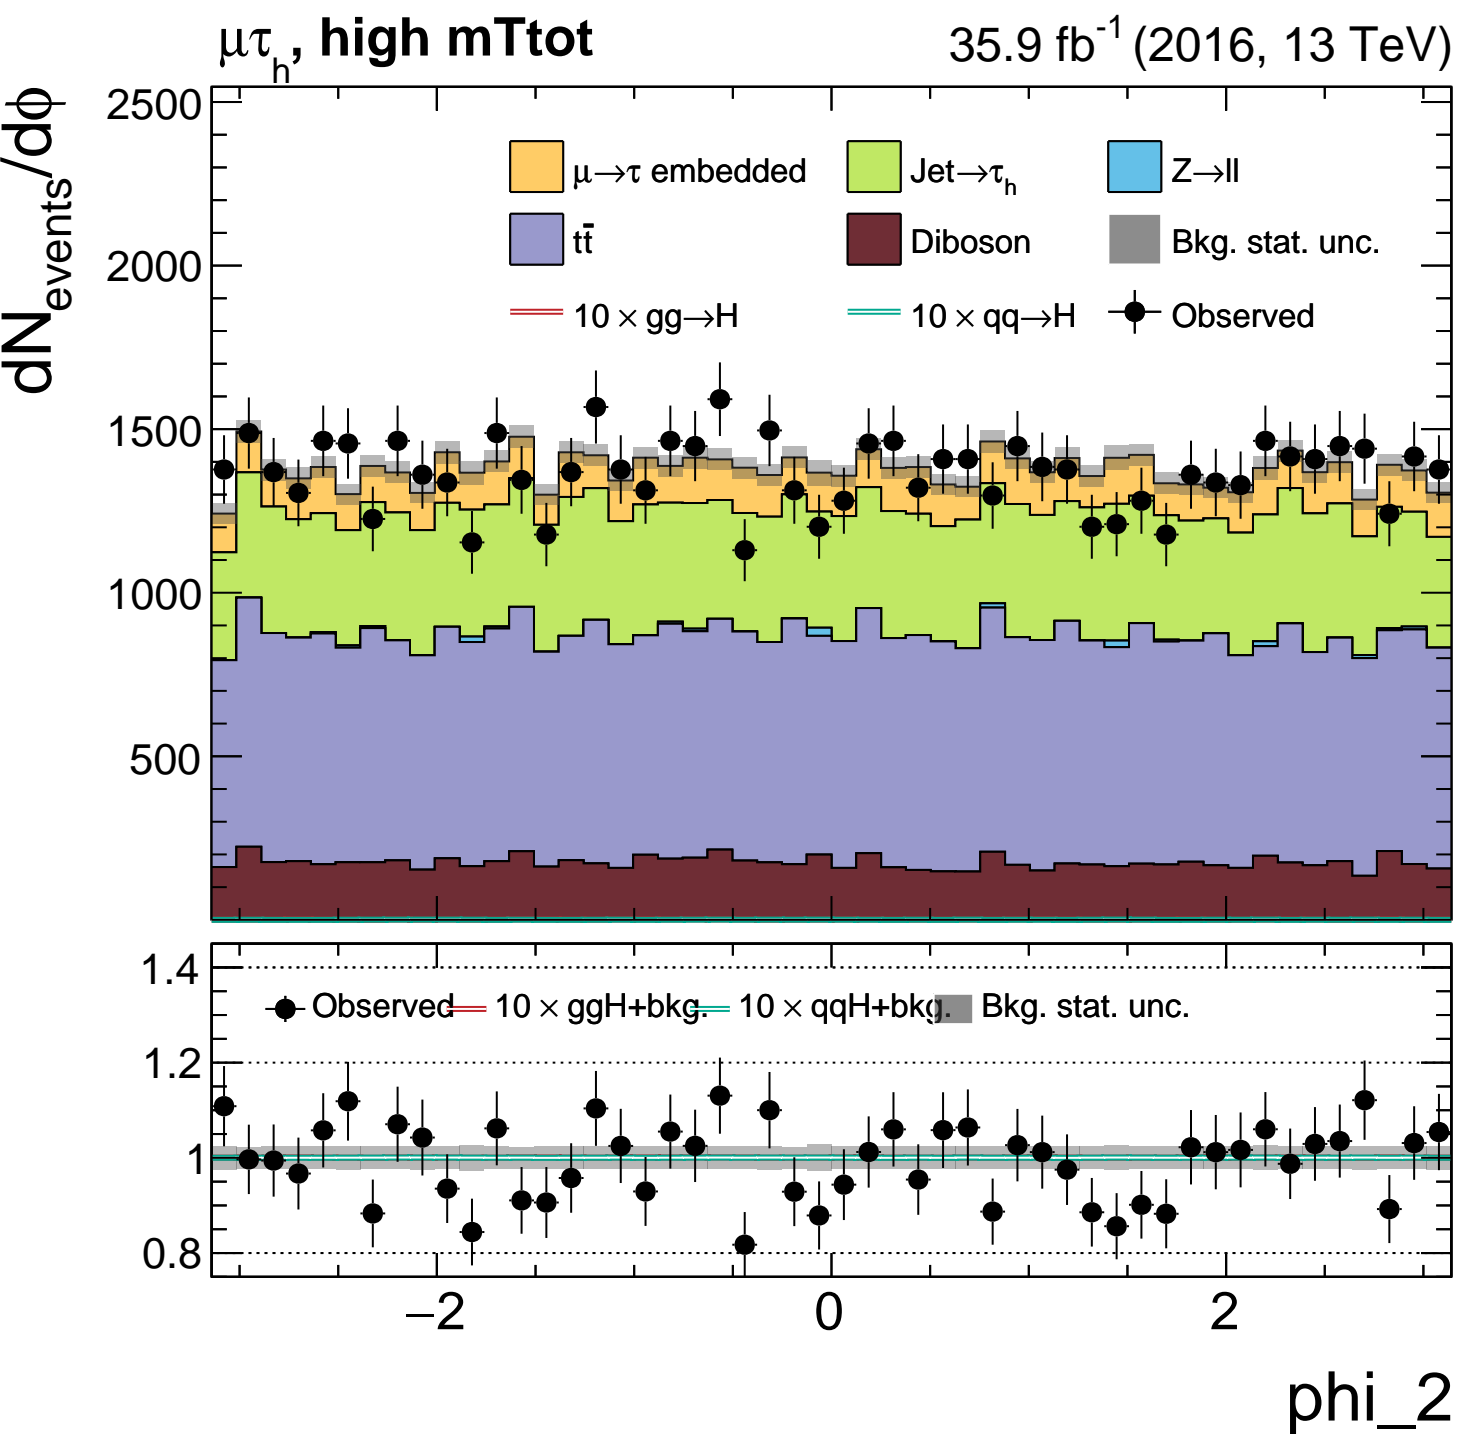 μτh, high mTtot
35.9 fb-1 (2016, 13 TeV)
dNevents/dϕ
2500
2000
1500
1000
500
μ→τ embedded
Jet→τh
Z→ll
tt̄
Diboson
Bkg. stat. unc.
10 × gg→H
10 × qq→H
Observed
1.4
1.2
1
0.8
Observed
10 × ggH+bkg.
10 × qqH+bkg.
Bkg. stat. unc.
−2
0
2
phi_2